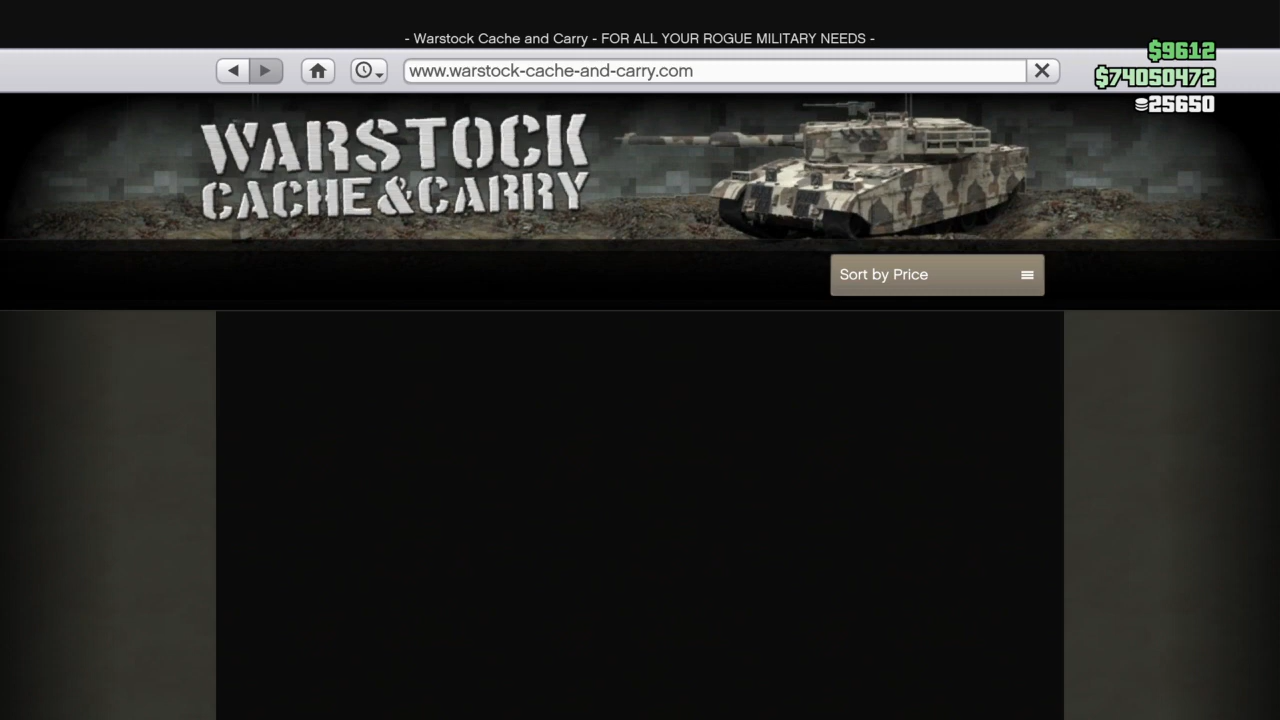 - Warstock Cache and Carry - FOR ALL YOUR ROGUE MILITARY NEEDS -
$9612
www.warstock-cache-and-carry.com
$74050472
25650
WARSTOCK
CACHE&CARRY
Sort by Price